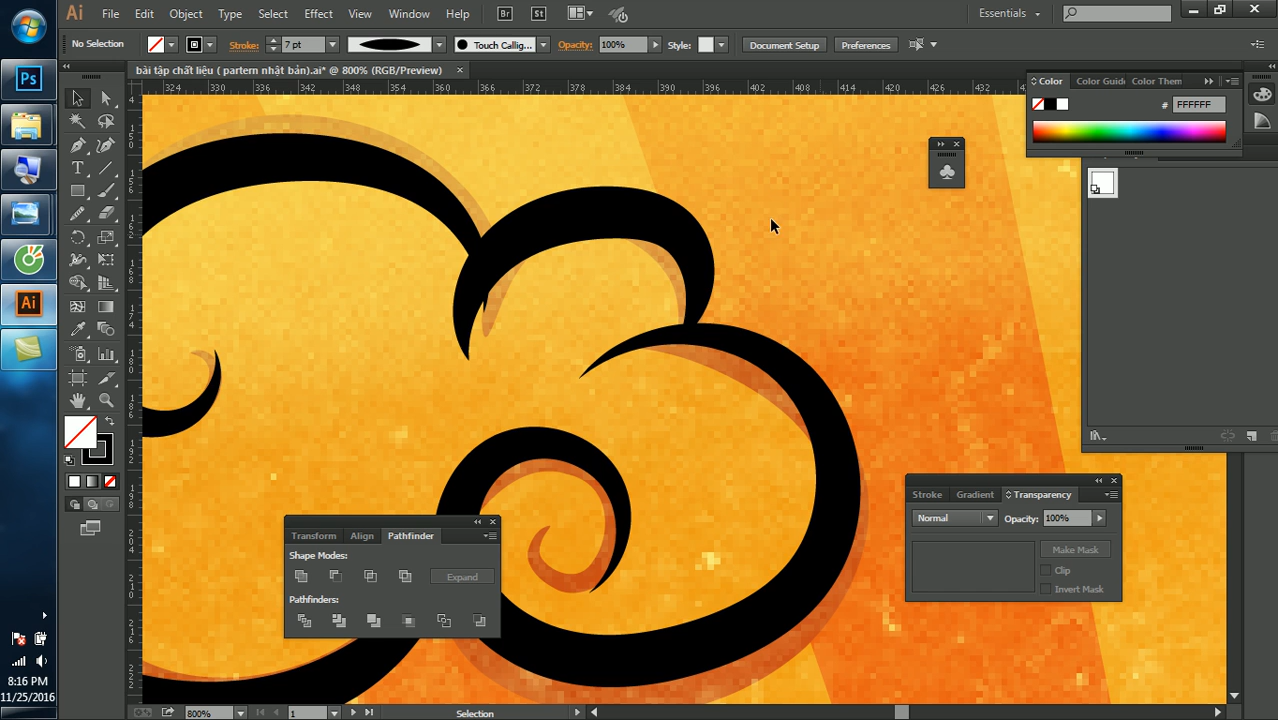 Ai File Edit Object Type Select Effect View Window Help Br St Essentials
No Selection Stroke: 7 pt Touch Callig... Opacity: 100% Style: Document Setup Preferences
bài tập chất liệu ( partern nhật bản).ai* @ 800% (RGB/Preview)
324 330 336 342 348 354 360 366 372 378 384 390 396 402 408 414 420 426 432
Color Color Guide Color Them
# FFFFFF
Ps
Ai
Transform Align Pathfinder
Shape Modes:
Expand
Pathfinders:
Stroke Gradient Transparency
Normal Opacity: 100%
Make Mask
Clip
Invert Mask
8:16 PM
11/25/2016
800% 1 Selection